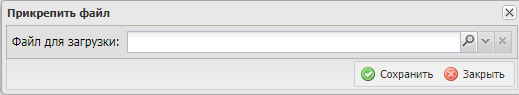 Прикрепить файл
Файл для загрузки:
Сохранить Закрыть